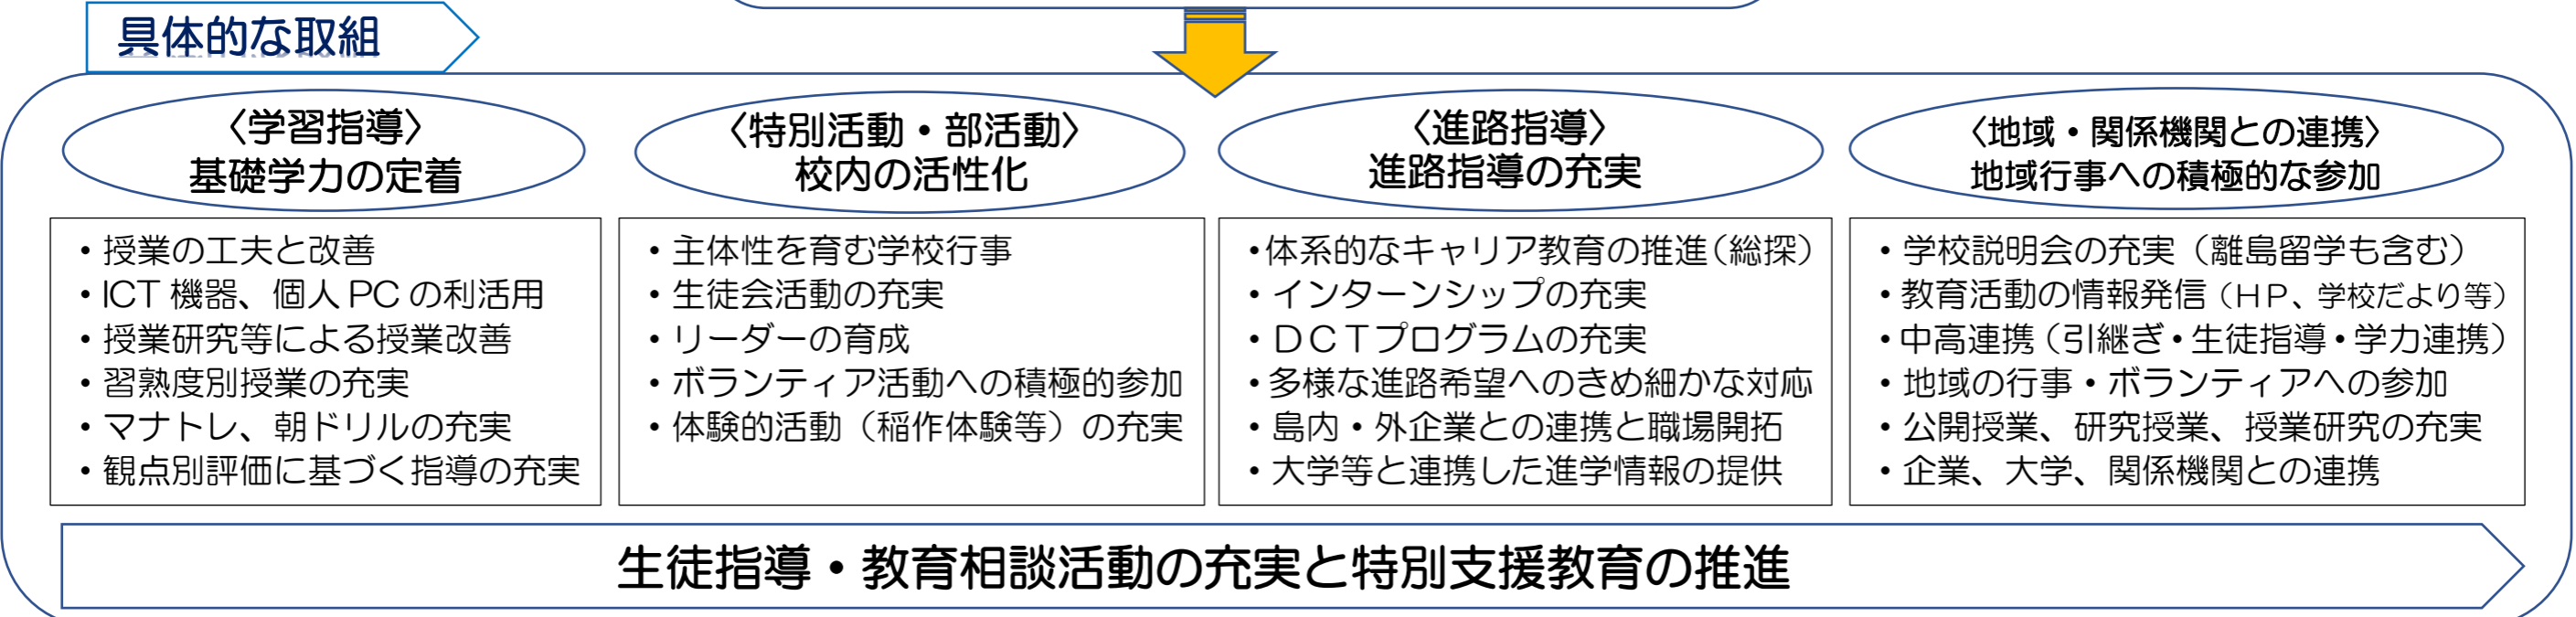 具体的な取組
〈学習指導〉
基礎学力の定着
・授業の工夫と改善
・ICT 機器、個人 PC の利活用
・授業研究等による授業改善
・習熟度別授業の充実
・マナトレ、朝ドリルの充実
・観点別評価に基づく指導の充実
〈特別活動・部活動〉
校内の活性化
・主体性を育む学校行事
・生徒会活動の充実
・リーダーの育成
・ボランティア活動への積極的参加
・体験的活動（稲作体験等）の充実
〈進路指導〉
進路指導の充実
・体系的なキャリア教育の推進（総探）
・インターンシップの充実
・ＤＣＴプログラムの充実
・多様な進路希望へのきめ細かな対応
・島内・外企業との連携と職場開拓
・大学等と連携した進学情報の提供
〈地域・関係機関との連携〉
地域行事への積極的な参加
・学校説明会の充実（離島留学も含む）
・教育活動の情報発信（ＨＰ、学校だより等）
・中高連携（引継ぎ・生徒指導・学力連携）
・地域の行事・ボランティアへの参加
・公開授業、研究授業、授業研究の充実
・企業、大学、関係機関との連携
生徒指導・教育相談活動の充実と特別支援教育の推進